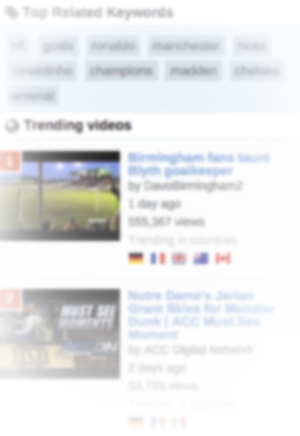 Top Related Keywords
nfl goals ronaldo manchester ncaa
ronaldinho champions madden chelsea
arsenal
Trending videos
1
Birmingham fans taunt
Blyth goalkeeper
by DavoBirmingham2
1 day ago
555,367 views
Trending in countries
2
MUST SEE
MOMENTS
Notre Dame's Jerian
Grant Skies for Monster
Dunk | ACC Must See
Moment
by ACC Digital Network
2 days ago
53,799 views
Trending in countries